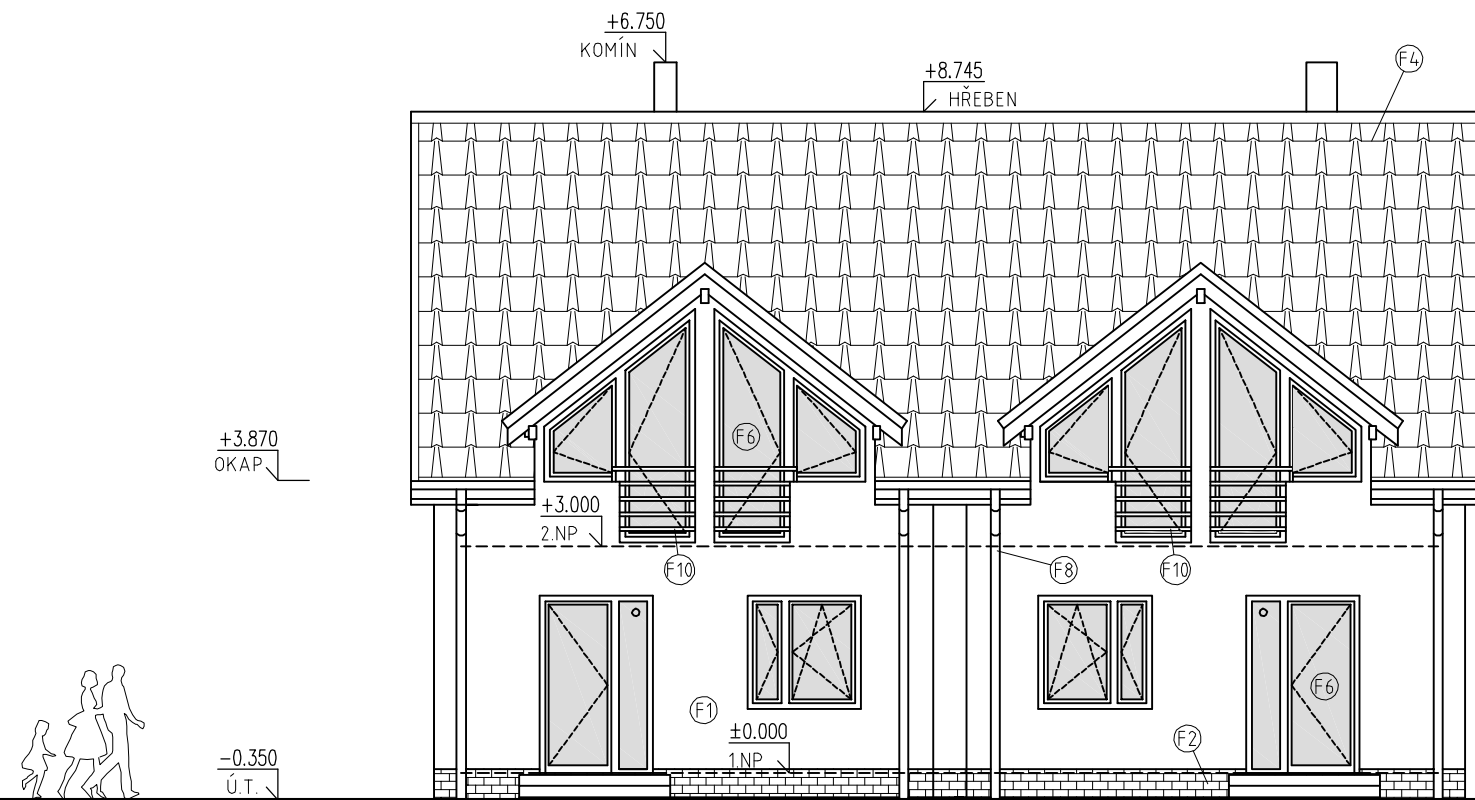 +6.750
KOMÍN
+8.745
HŘEBEN
F4
+3.870
OKAP
F6
+3.000
2.NP
F10
F8
F10
F1
F6
±0.000
1.NP
F2
-0.350
Ú.T.